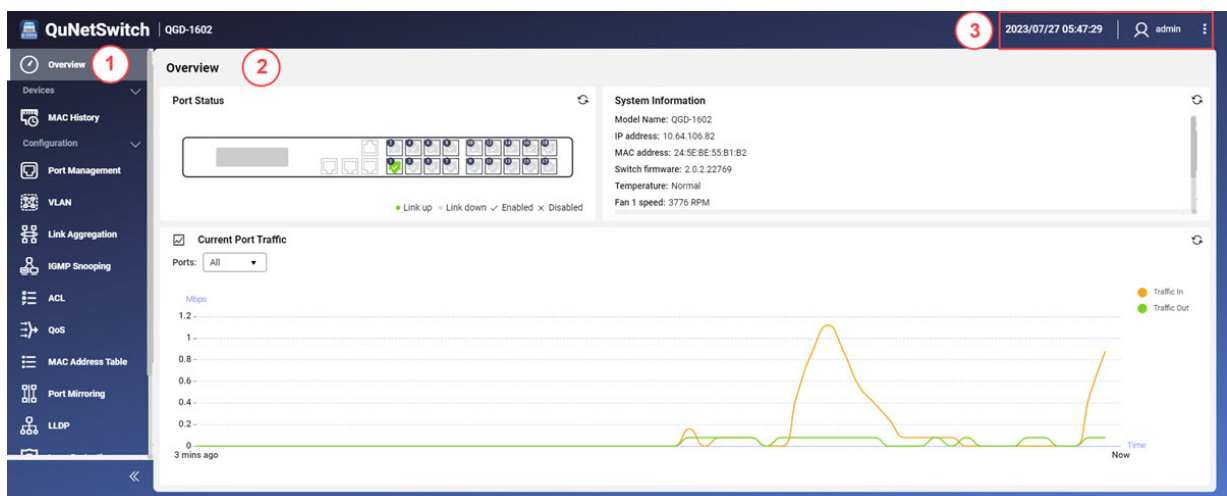 QuNetSwitch | QGD-1602
3
2023/07/27 05:47:29
admin
Overview
1
Devices
MAC History
Configuration
Port Management
VLAN
Link Aggregation
IGMP Snooping
ACL
QoS
MAC Address Table
Port Mirroring
LLDP
Overview
2
Port Status
Link up Link down Enabled Disabled
System Information
Model Name: QGD-1602
IP address: 10.64.106.82
MAC address: 24:5E:BE:55:B1:B2
Switch firmware: 2.0.2.22769
Temperature: Normal
Fan 1 speed: 3776 RPM
Current Port Traffic
Ports: All
Mbps
1.2
1
0.8
0.6
0.4
0.2
0
3 mins ago
Time
Now
Traffic In
Traffic Out